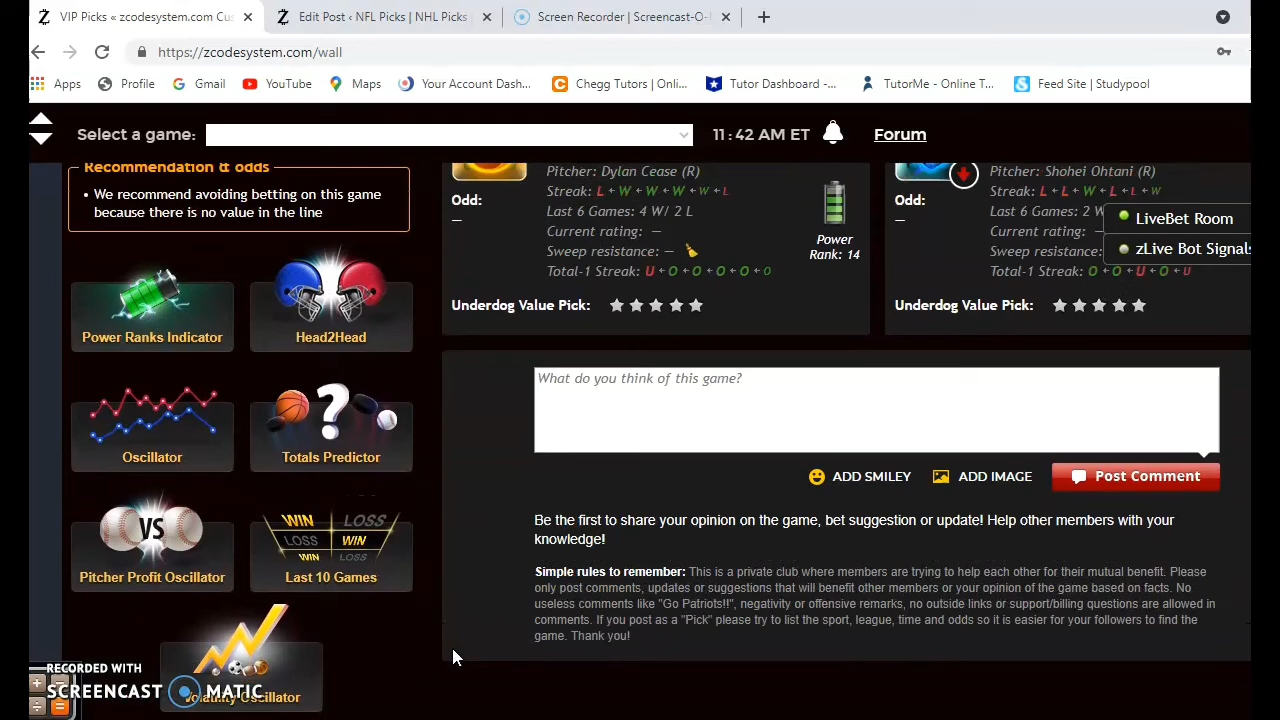 VIP Picks « zcodesystem.com Cus
Edit Post ‹ NFL Picks | NHL Picks
Screen Recorder | Screencast-O-
https://zcodesystem.com/wall
Apps
Profile
Gmail
YouTube
Maps
Your Account Dash...
Chegg Tutors | Onli...
Tutor Dashboard -...
TutorMe - Online T...
Feed Site | Studypool
Select a game:
11:42 AM ET
Forum
Recommendation & odds
• We recommend avoiding betting on this game
because there is no value in the line
Power Ranks Indicator
Head2Head
Oscillator
Totals Predictor
VS
Pitcher Profit Oscillator
WIN LOSS
LOSS WIN
WIN LOSS
Last 10 Games
Volatility Oscillator
Pitcher: Dylan Cease (R)
Odd:
—
Streak: L W W W W L
Last 6 Games: 4 W/ 2 L
Current rating: —
Sweep resistance: —
Total-1 Streak: U O O O O O
Power
Rank: 14
Underdog Value Pick:
Pitcher: Shohei Ohtani (R)
Odd:
—
Streak: L L W L L W
Last 6 Games: 2 W
Current rating:
Sweep resistance:
Total-1 Streak: O O U O U
Underdog Value Pick:
LiveBet Room
zLive Bot Signals
What do you think of this game?
ADD SMILEY
ADD IMAGE
Post Comment
Be the first to share your opinion on the game, bet suggestion or update! Help other members with your
knowledge!
Simple rules to remember: This is a private club where members are trying to help each other for their mutual benefit. Please
only post comments, updates or suggestions that will benefit other members or your opinion of the game based on facts. No
useless comments like "Go Patriots!!", negativity or offensive remarks, no outside links or support/billing questions are allowed in
comments. If you post as a "Pick" please try to list the sport, league, time and odds so it is easier for your followers to find the
game. Thank you!
RECORDED WITH
SCREENCAST MATIC